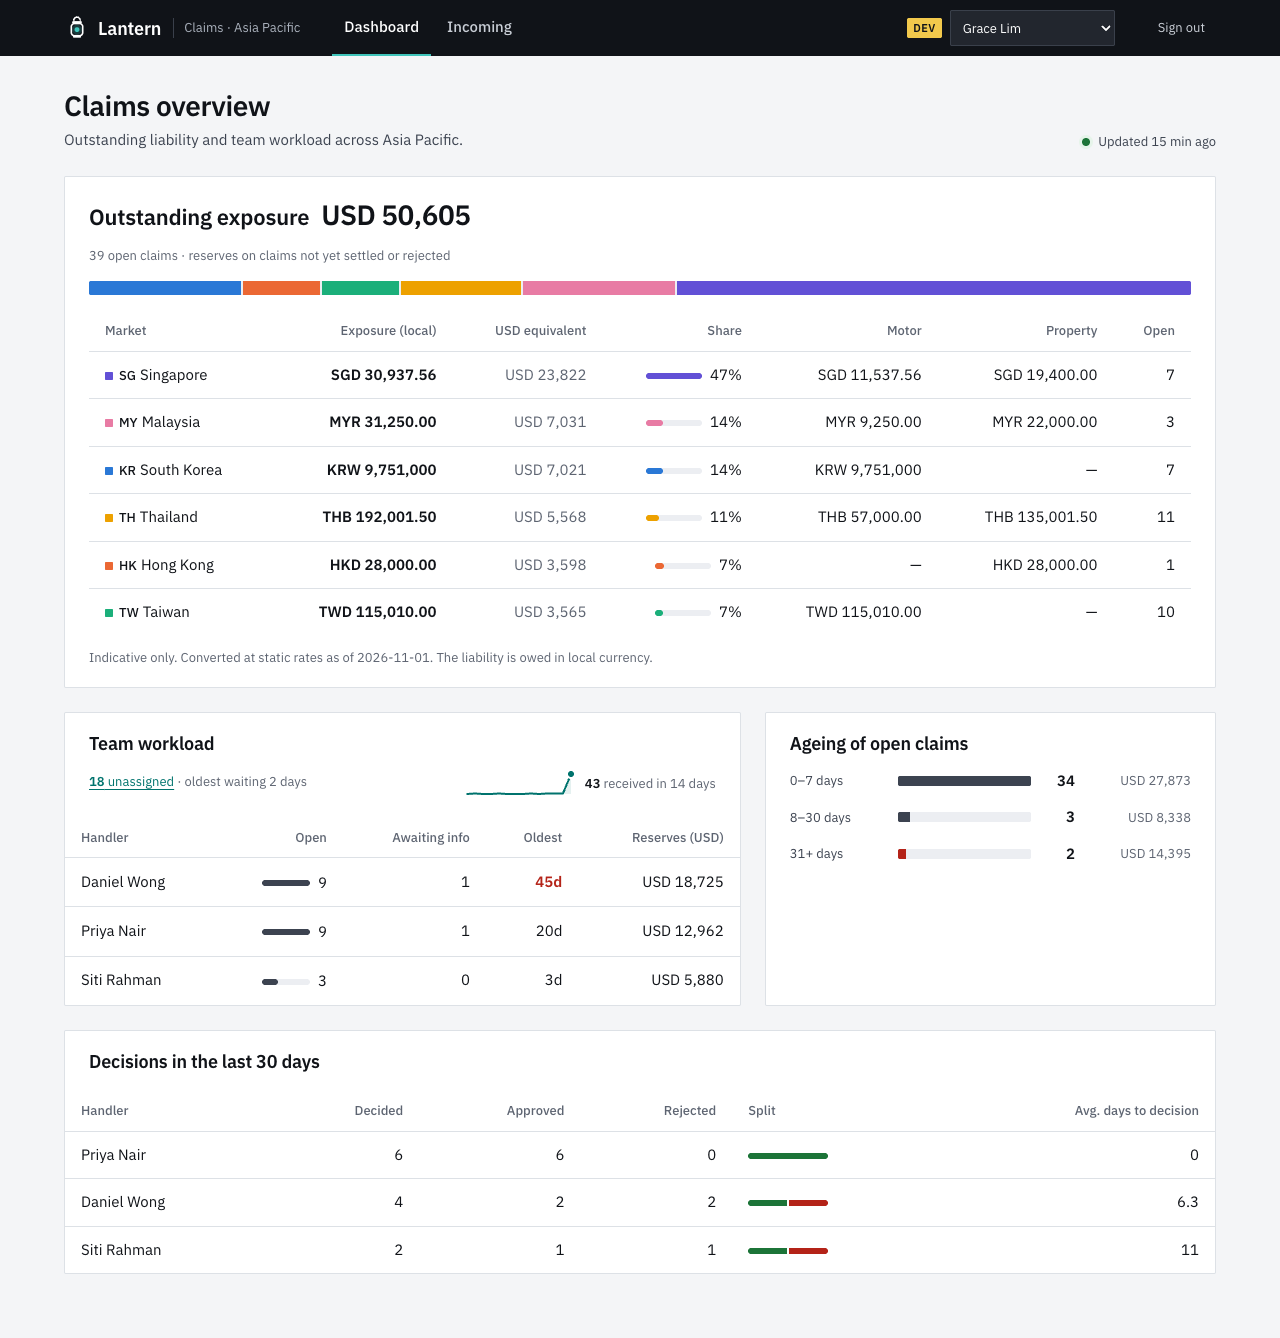 Lantern Claims · Asia Pacific Dashboard Incoming DEV Grace Lim Sign out
Claims overview
Outstanding liability and team workload across Asia Pacific.
Updated 15 min ago
Outstanding exposure USD 50,605
39 open claims · reserves on claims not yet settled or rejected
Market Exposure (local) USD equivalent Share Motor Property Open
SG Singapore SGD 30,937.56 USD 23,822 47% SGD 11,537.56 SGD 19,400.00 7
MY Malaysia MYR 31,250.00 USD 7,031 14% MYR 9,250.00 MYR 22,000.00 3
KR South Korea KRW 9,751,000 USD 7,021 14% KRW 9,751,000 — 7
TH Thailand THB 192,001.50 USD 5,568 11% THB 57,000.00 THB 135,001.50 11
HK Hong Kong HKD 28,000.00 USD 3,598 7% — HKD 28,000.00 1
TW Taiwan TWD 115,010.00 USD 3,565 7% TWD 115,010.00 — 10
Indicative only. Converted at static rates as of 2026-11-01. The liability is owed in local currency.
Team workload
18 unassigned · oldest waiting 2 days 43 received in 14 days
Handler Open Awaiting info Oldest Reserves (USD)
Daniel Wong 9 1 45d USD 18,725
Priya Nair 9 1 20d USD 12,962
Siti Rahman 3 0 3d USD 5,880
Ageing of open claims
0–7 days 34 USD 27,873
8–30 days 3 USD 8,338
31+ days 2 USD 14,395
Decisions in the last 30 days
Handler Decided Approved Rejected Split Avg. days to decision
Priya Nair 6 6 0 0
Daniel Wong 4 2 2 6.3
Siti Rahman 2 1 1 11